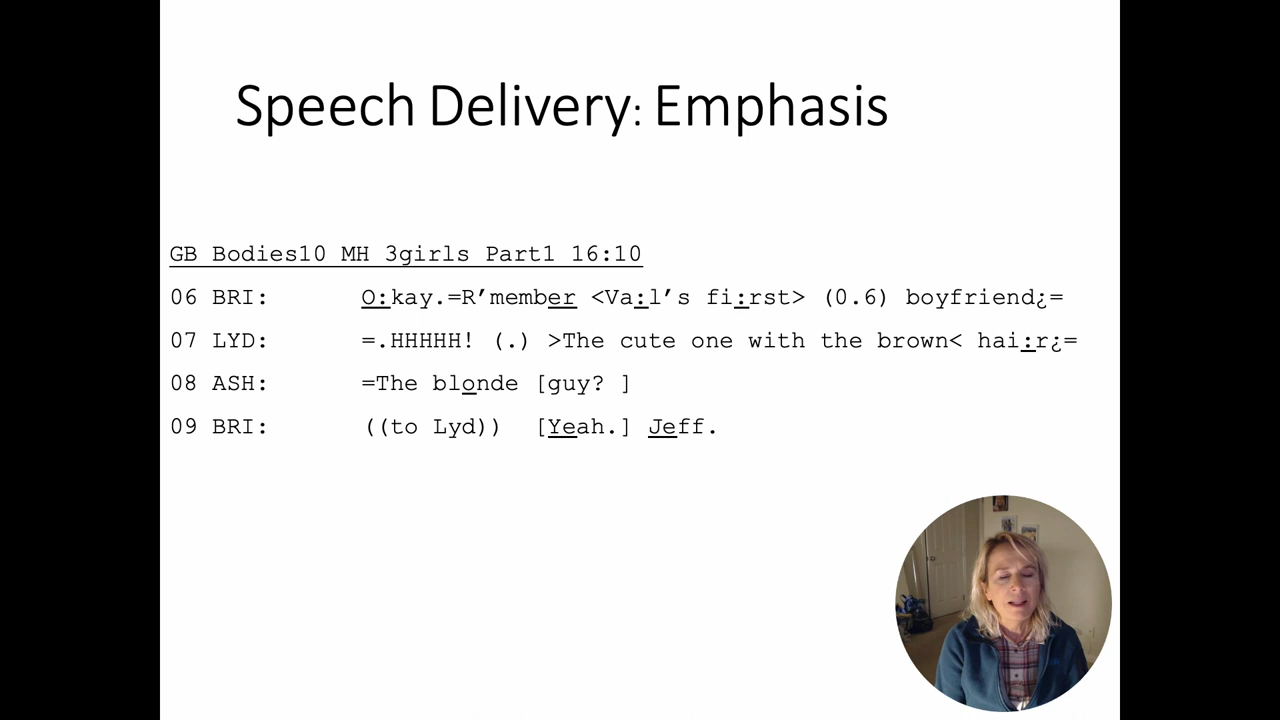 Speech Delivery: Emphasis
GB Bodies10 MH 3girls Part1 16:10
06 BRI: O:kay.=R’member <Va:l’s fi:rst> (0.6) boyfriend¿=
07 LYD: =.HHHHH! (.) >The cute one with the brown< hai:r¿=
08 ASH: =The blonde [guy? ]
09 BRI: ((to Lyd)) [Yeah.] Jeff.